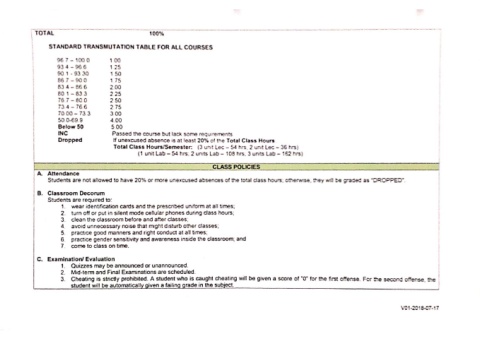 TOTAL 100%
STANDARD TRANSMUTATION TABLE FOR ALL COURSES
96.7 – 100.0 1.00
93.4 – 96.6 1.25
90.1 - 93.30 1.50
86.7 – 90.0 1.75
83.4 – 86.6 2.00
80.1 – 83.3 2.25
76.7 – 80.0 2.50
73.4 – 76.6 2.75
70.00 – 73.3 3.00
50.0-69.9 4.00
Below 50 5.00
INC Passed the course but lack some requirements
Dropped If unexcused absence is at least 20% of the Total Class Hours
Total Class Hours/Semester: (3 unit Lec – 54 hrs, 2 unit Lec – 36 hrs)
(1 unit Lab – 54 hrs, 2 units Lab – 108 hrs, 3 units Lab – 162 hrs)
CLASS POLICIES
A. Attendance
Students are not allowed to have 20% or more unexcused absences of the total class hours; otherwise, they will be graded as "DROPPED".
B. Classroom Decorum
Students are required to:
1. wear identification cards and the prescribed uniform at all times;
2. turn off or put in silent mode cellular phones during class hours;
3. clean the classroom before and after classes;
4. avoid unnecessary noise that might disturb other classes;
5. practice good manners and right conduct at all times;
6. practice gender sensitivity and awareness inside the classroom; and
7. come to class on time.
C. Examination/ Evaluation
1. Quizzes may be announced or unannounced.
2. Mid-term and Final Examinations are scheduled.
3. Cheating is strictly prohibited. A student who is caught cheating will be given a score of "0" for the first offense. For the second offense, the
student will be automatically given a failing grade in the subject.
V01-2018-07-17